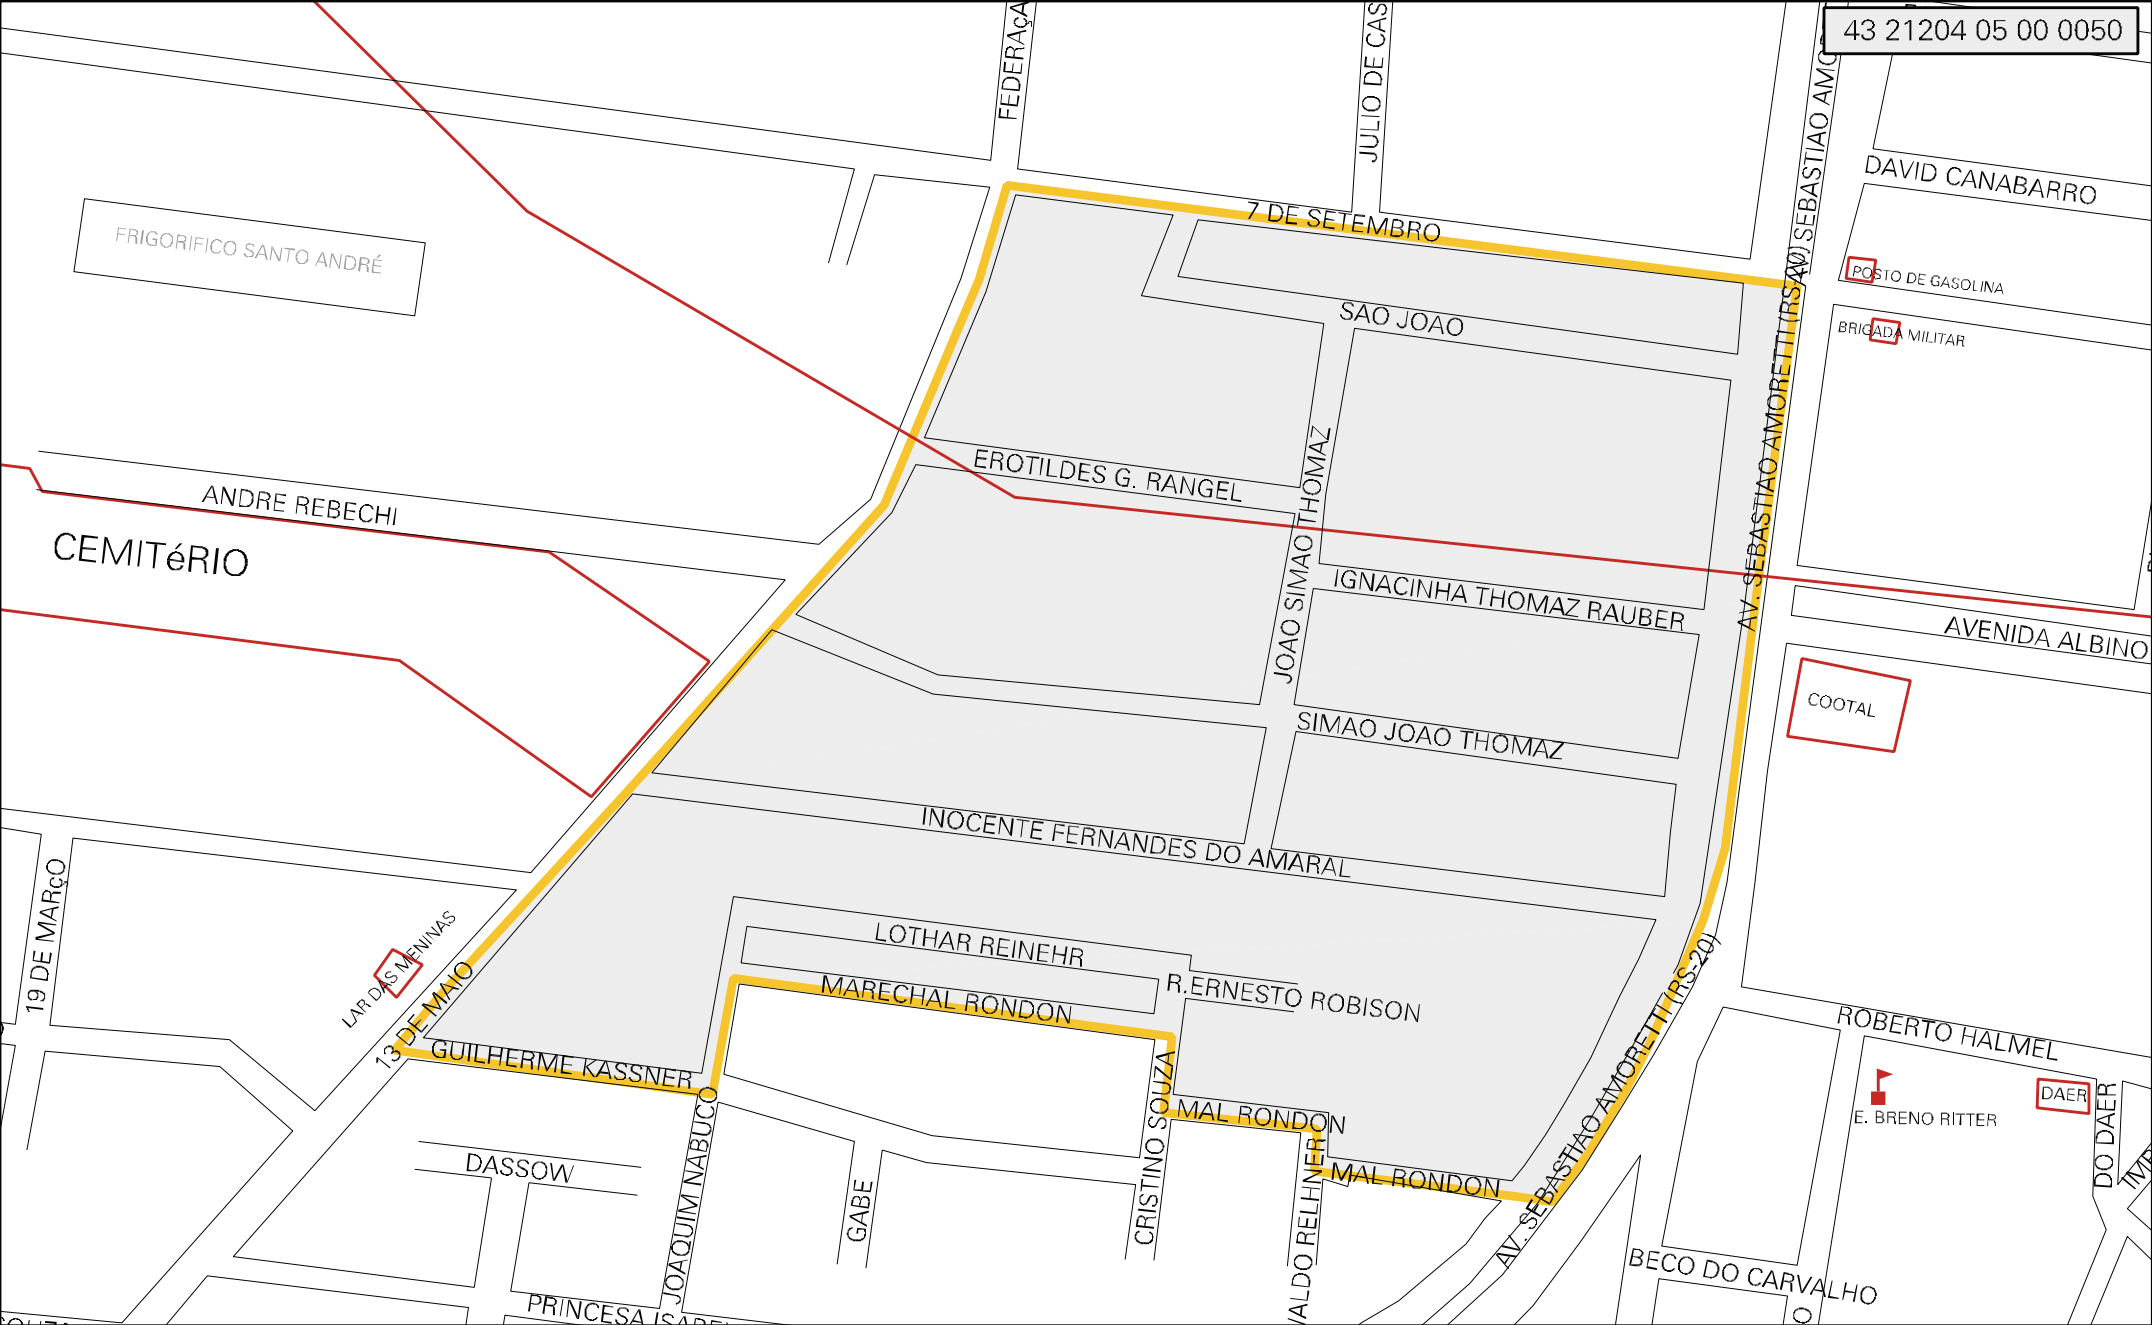 43 21204 05 00 0050
FEDERAçA
JULIO DE CAS
AV. SEBASTIAO AMO
DAVID CANABARRO
7 DE SETEMBRO
FRIGORIFICO SANTO ANDRÉ
POSTO DE GASOLINA
SAO JOAO
BRIGADA MILITAR
EROTILDES G. RANGEL
JOAO SIMAO THOMAZ
AV. SEBASTIAO AMORETTI (RS-20)
ANDRE REBECHI
CEMITéRIO
IGNACINHA THOMAZ RAUBER
AVENIDA ALBINO
COOTAL
SIMAO JOAO THOMAZ
INOCENTE FERNANDES DO AMARAL
19 DE MARçO
LAR DAS MENINAS
13 DE MAIO
LOTHAR REINEHR
MARECHAL RONDON
R.ERNESTO ROBISON
ROBERTO HALMEL
GUILHERME KASSNER
MAL RONDON
MAL RONDON
AV. SEBASTIAO AMORETTI (RS-20)
E. BRENO RITTER
DAER
DO DAER
DASSOW
JOAQUIM NABUCO
GABE
CRISTINO SOUZA
VALDO RELHNER
BECO DO CARVALHO
PRINCESA ISABEL